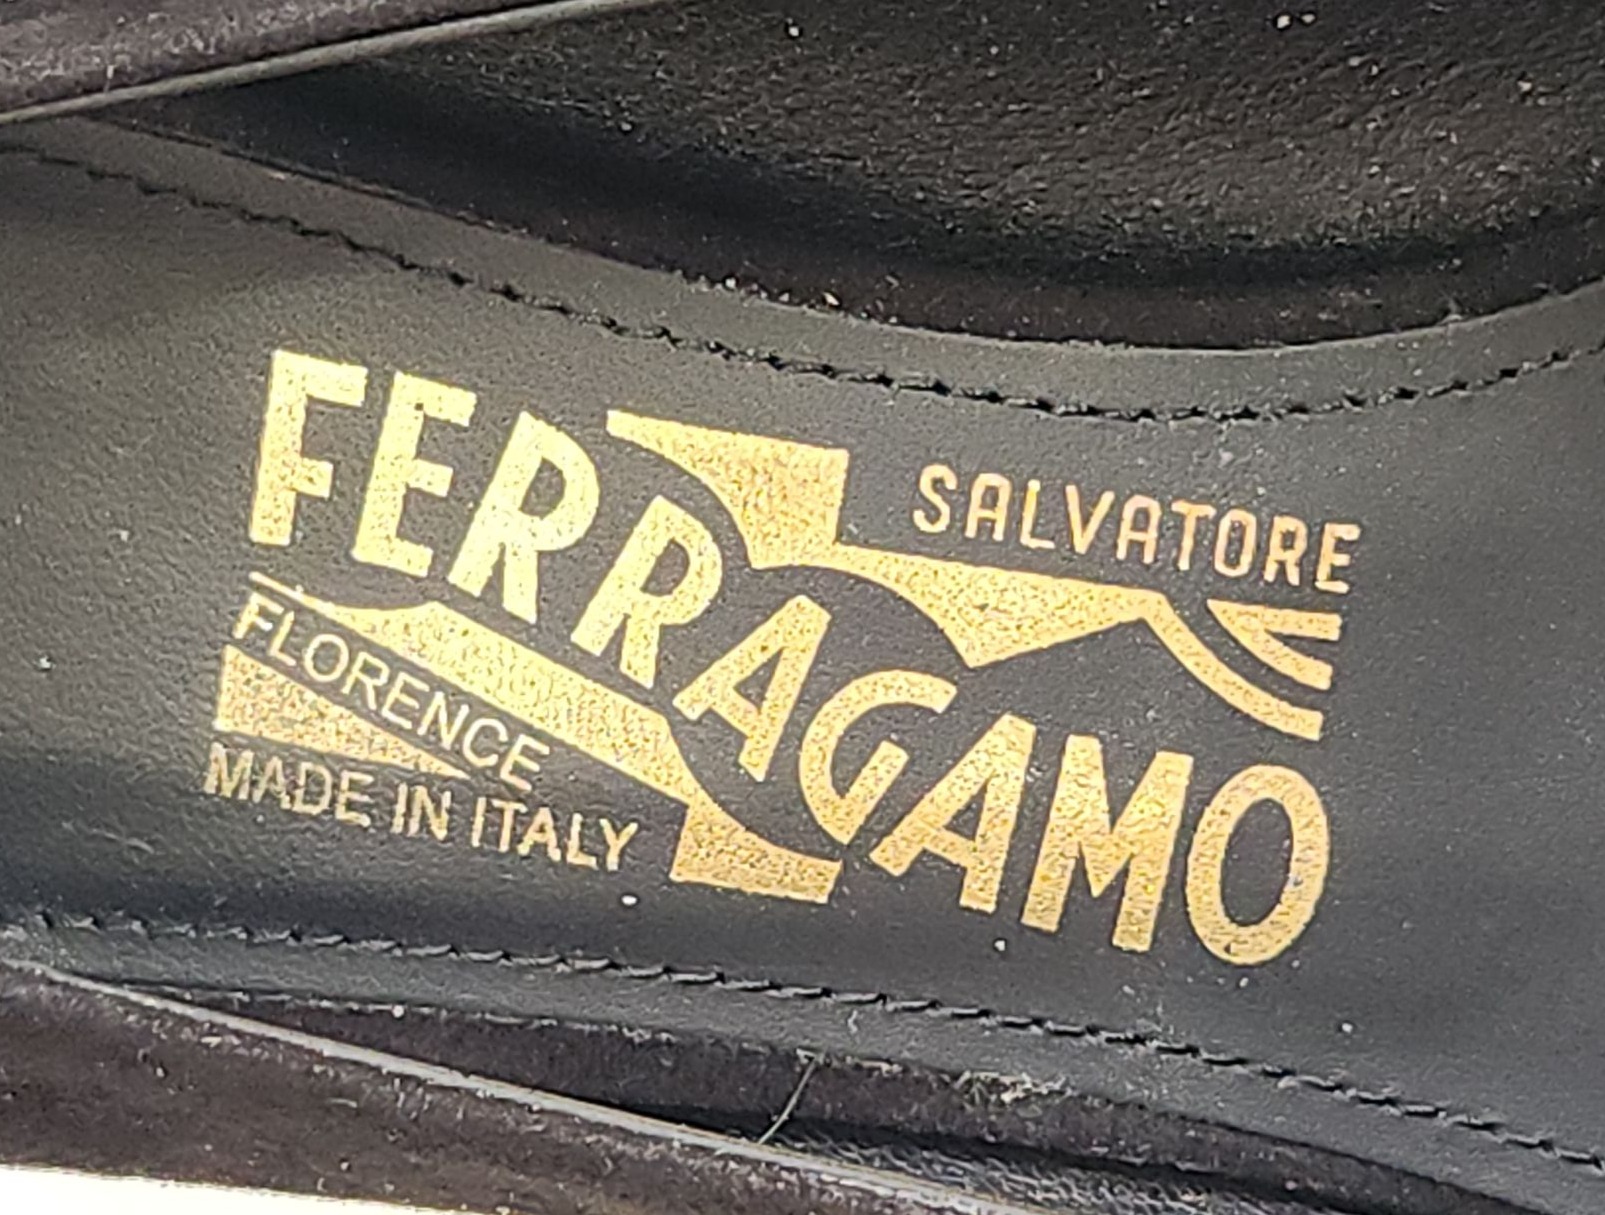 SALVATORE
FERRAGAMO
FLORENCE
MADE IN ITALY